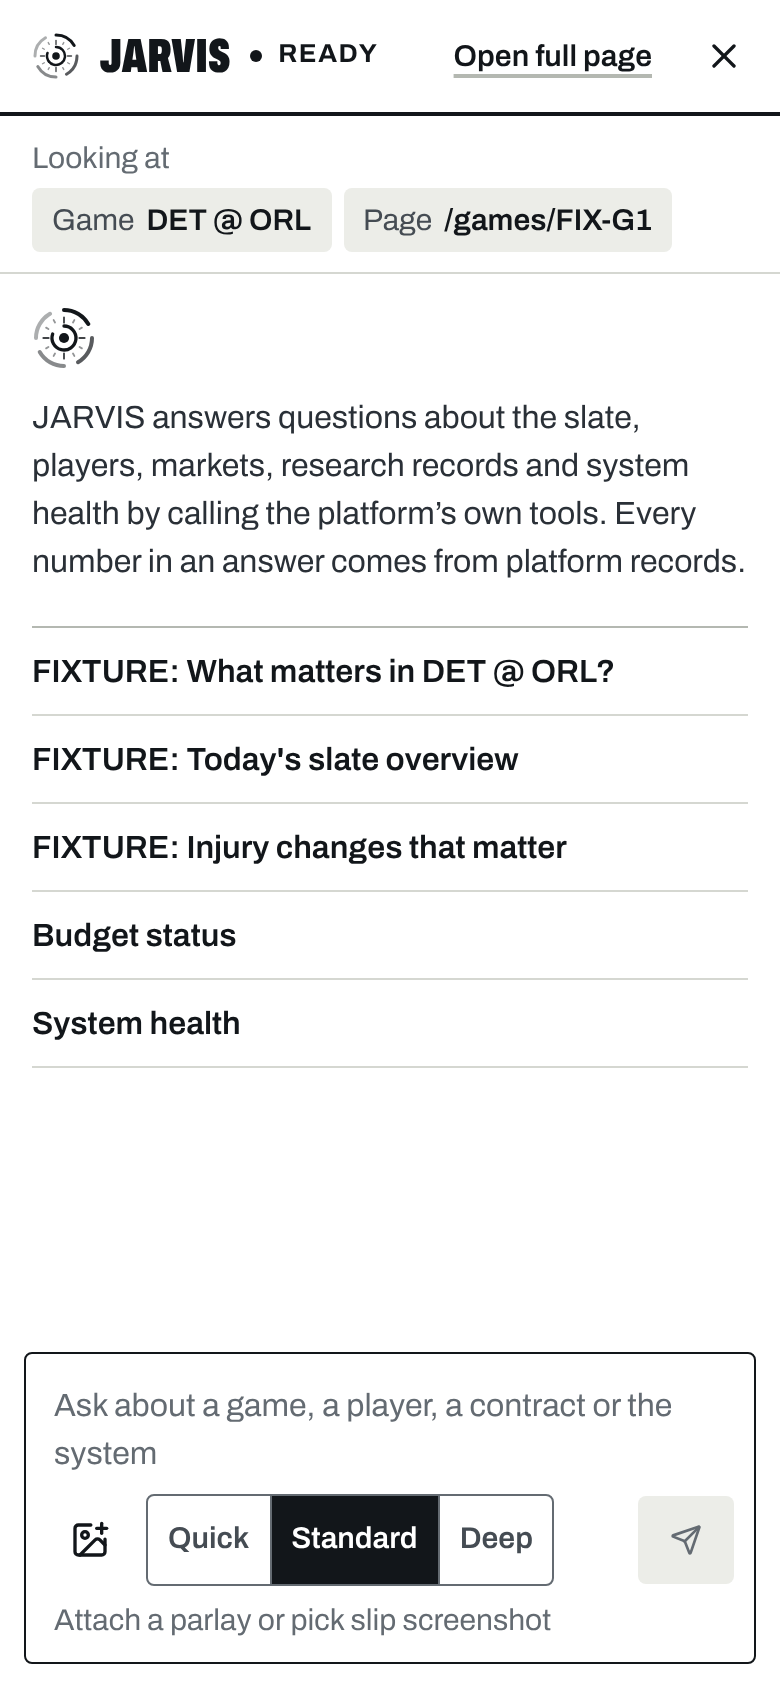 JARVIS • READY Open full page
Looking at
Game DET @ ORL Page /games/FIX-G1
JARVIS answers questions about the slate,
players, markets, research records and system
health by calling the platform’s own tools. Every
number in an answer comes from platform records.
FIXTURE: What matters in DET @ ORL?
FIXTURE: Today's slate overview
FIXTURE: Injury changes that matter
Budget status
System health
Ask about a game, a player, a contract or the
system
Quick Standard Deep
Attach a parlay or pick slip screenshot